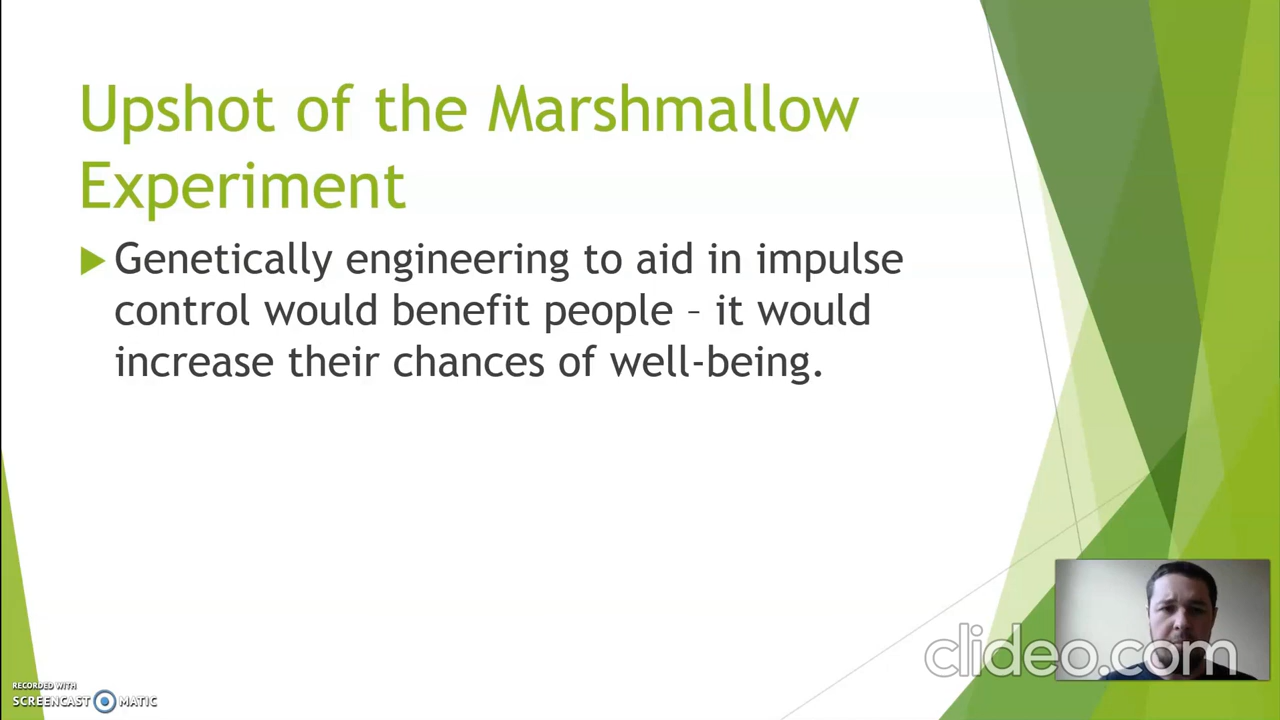 Upshot of the Marshmallow
Experiment
Genetically engineering to aid in impulse
control would benefit people – it would
increase their chances of well-being.
clideo.com
RECORDED WITH
SCREENCAST MATIC